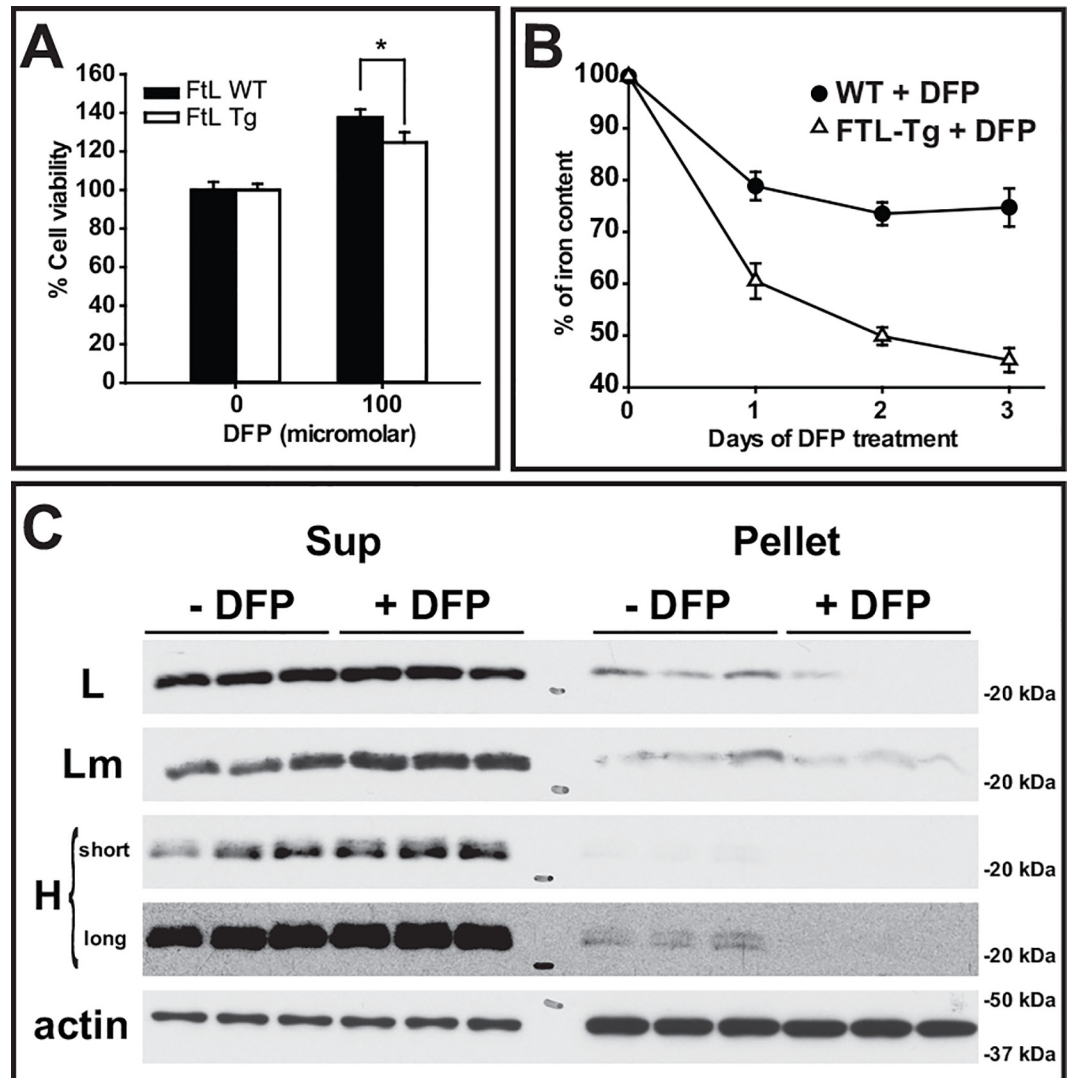 A
160
140
120
100
80
60
40
20
0
% Cell viability
FtL WT
FtL Tg
*
0 100
DFP (micromolar)
B
100
90
80
70
60
50
40
% of iron content
WT + DFP
FTL-Tg + DFP
0 1 2 3
Days of DFP treatment
C
Sup Pellet
- DFP + DFP - DFP + DFP
L -20 kDa
Lm -20 kDa
H
short -20 kDa
long -20 kDa
actin -50 kDa
-37 kDa